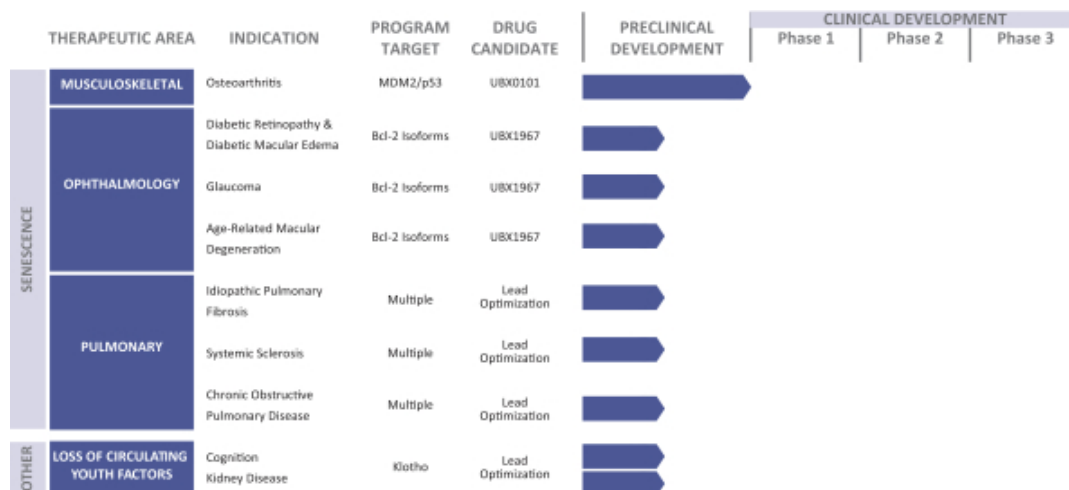 CLINICAL DEVELOPMENT
THERAPEUTIC AREA
INDICATION
PROGRAM
TARGET
DRUG
CANDIDATE
PRECLINICAL
DEVELOPMENT
Phase 1
Phase 2
Phase 3
SENESCENCE
MUSCULOSKELETAL
Osteoarthritis
MDM2/p53
UBX0101
OPHTHALMOLOGY
Diabetic Retinopathy &
Diabetic Macular Edema
Bcl-2 Isoforms
UBX1967
Glaucoma
Bcl-2 Isoforms
UBX1967
Age-Related Macular
Degeneration
Bcl-2 Isoforms
UBX1967
PULMONARY
Idiopathic Pulmonary
Fibrosis
Multiple
Lead
Optimization
Systemic Sclerosis
Multiple
Lead
Optimization
Chronic Obstructive
Pulmonary Disease
Multiple
Lead
Optimization
OTHER
LOSS OF CIRCULATING
YOUTH FACTORS
Cognition
Kidney Disease
Klotho
Lead
Optimization